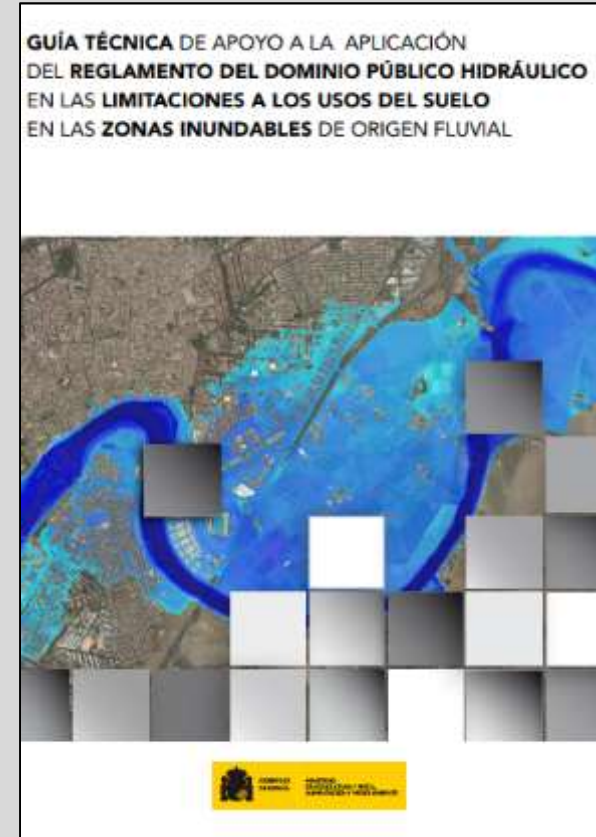 GUÍA TÉCNICA DE APOYO A LA APLICACIÓN
DEL REGLAMENTO DEL DOMINIO PÚBLICO HIDRÁULICO
EN LAS LIMITACIONES A LOS USOS DEL SUELO
EN LAS ZONAS INUNDABLES DE ORIGEN FLUVIAL